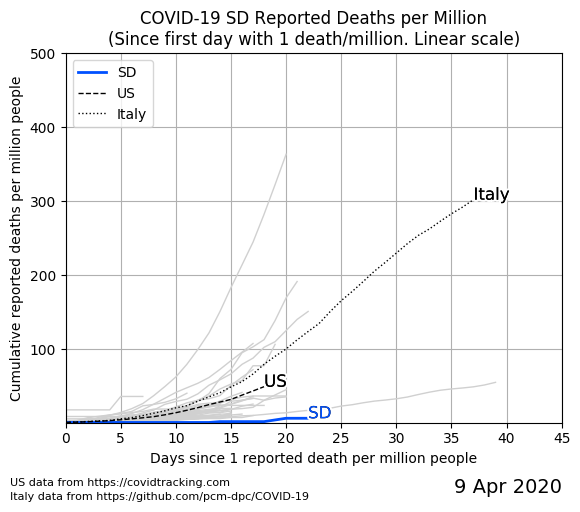 COVID-19 SD Reported Deaths per Million
(Since first day with 1 death/million. Linear scale)
Cumulative reported deaths per million people
500
400
300
200
100
SD
US
Italy
Italy
US
SD
0
5
10
15
20
25
30
35
40
45
Days since 1 reported death per million people
US data from https://covidtracking.com
Italy data from https://github.com/pcm-dpc/COVID-19
9 Apr 2020